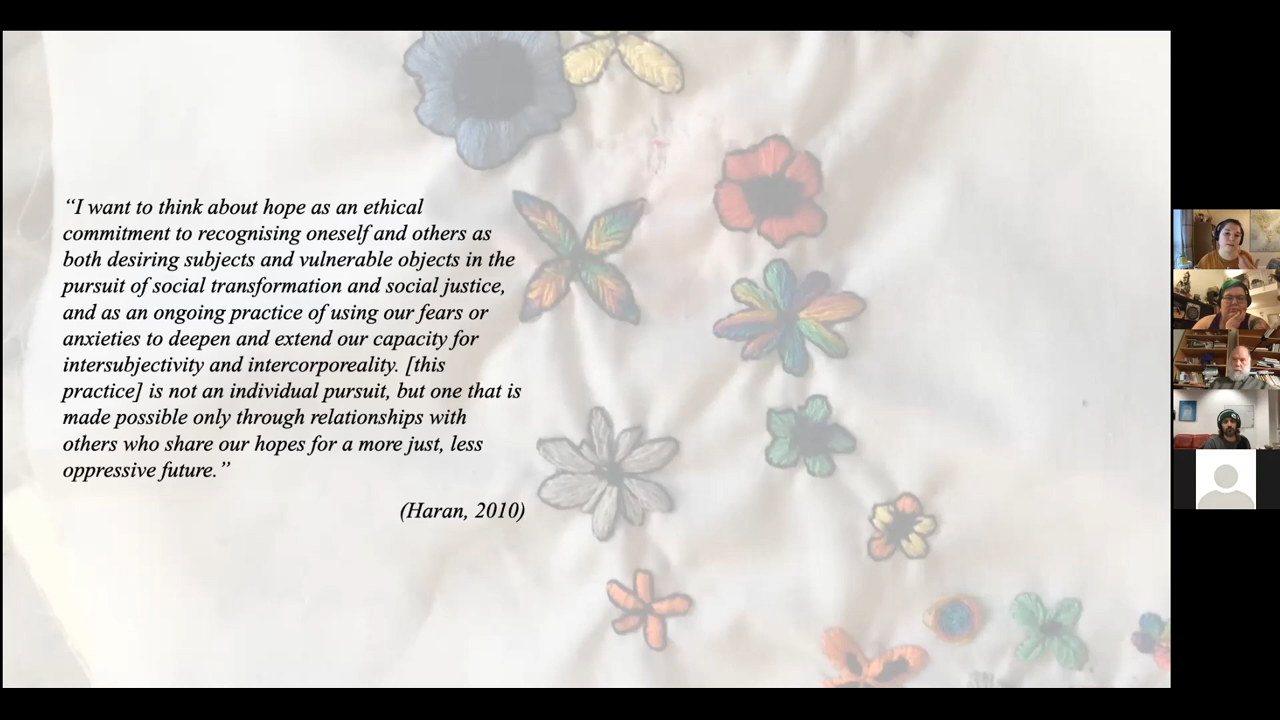 “I want to think about hope as an ethical
commitment to recognising oneself and others as
both desiring subjects and vulnerable objects in the
pursuit of social transformation and social justice,
and as an ongoing practice of using our fears or
anxieties to deepen and extend our capacity for
intersubjectivity and intercorporeality. [this
practice] is not an individual pursuit, but one that is
made possible only through relationships with
others who share our hopes for a more just, less
oppressive future.”
(Haran, 2010)